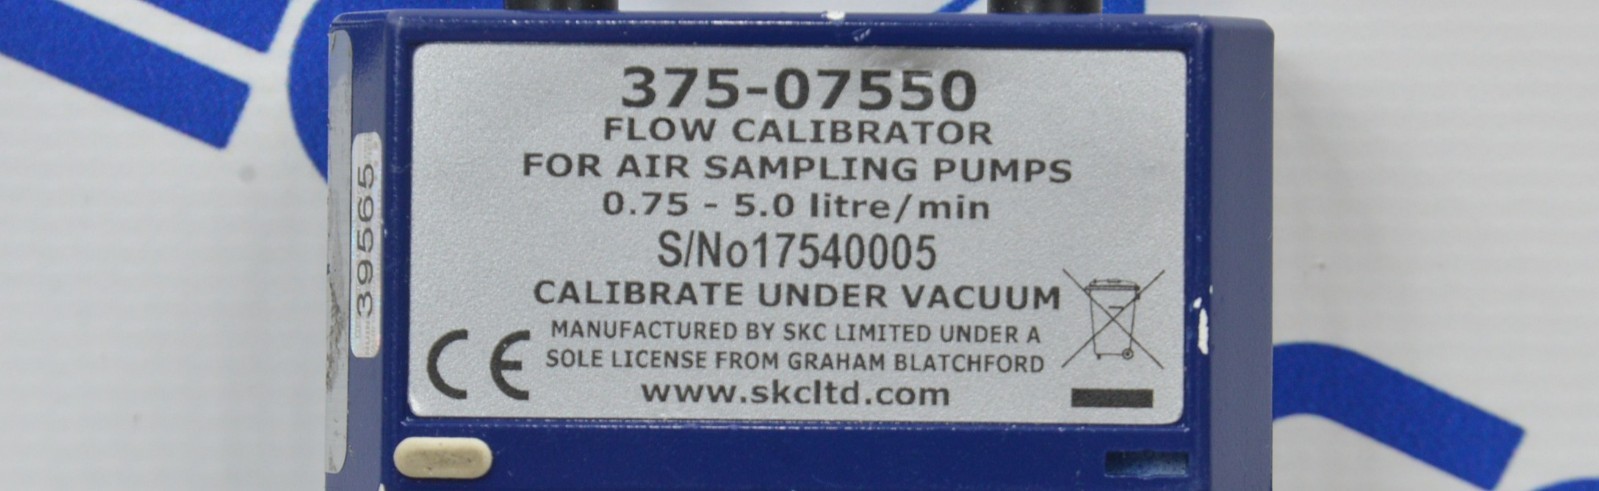 375-07550
FLOW CALIBRATOR
FOR AIR SAMPLING PUMPS
0.75 - 5.0 litre/min
S/No17540005
CALIBRATE UNDER VACUUM
MANUFACTURED BY SKC LIMITED UNDER A
SOLE LICENSE FROM GRAHAM BLATCHFORD
www.skcltd.com
CE
39565